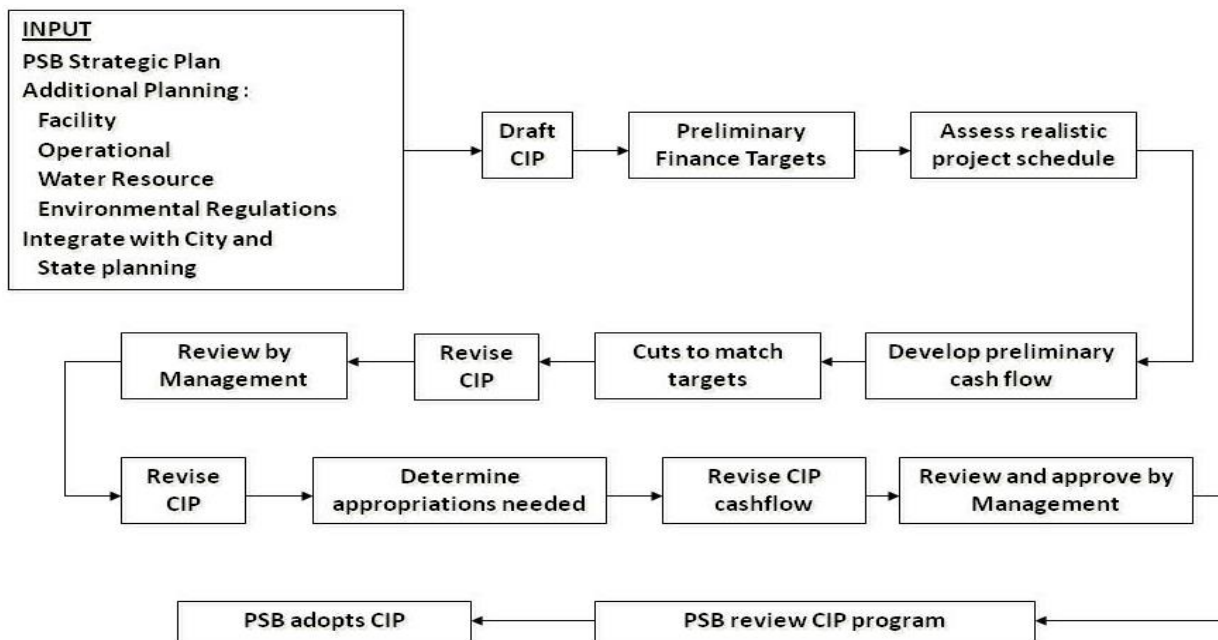 INPUT
PSB Strategic Plan
Additional Planning :
Facility
Operational
Water Resource
Environmental Regulations
Integrate with City and
State planning
Draft
CIP
Preliminary
Finance Targets
Assess realistic
project schedule
Develop preliminary
cash flow
Cuts to match
targets
Revise
CIP
Review by
Management
Revise
CIP
Determine
appropriations needed
Revise CIP
cashflow
Review and approve by
Management
PSB review CIP program
PSB adopts CIP